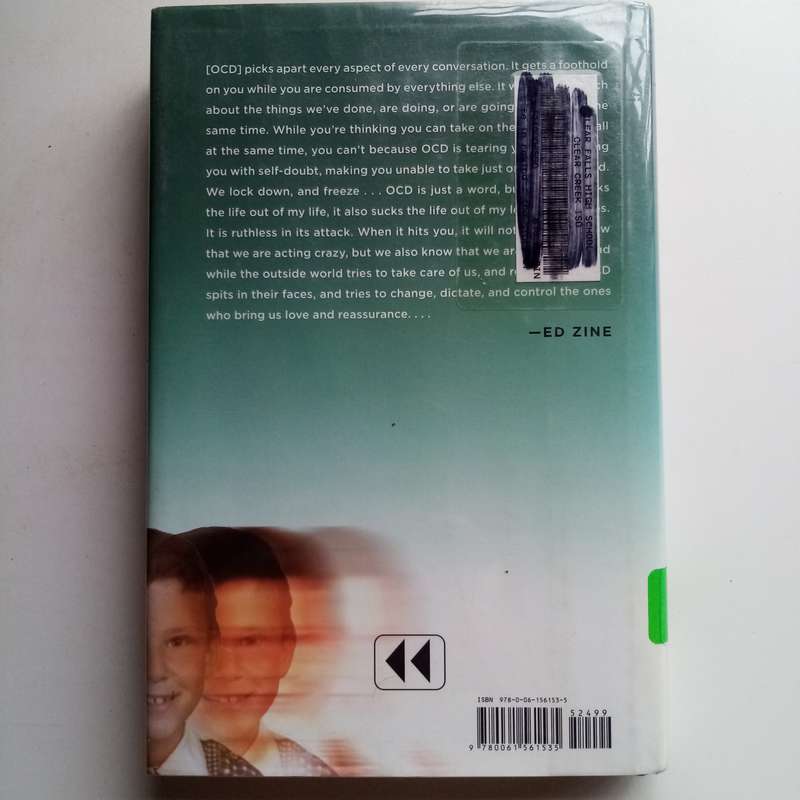 [OCD] picks apart every aspect of every conversation. It gets a foothold
on you while you are consumed by everything else. It
about the things we've done, are doing, or are going
same time. While you're thinking you can take on the all
at the same time, you can't because OCD is tearing
you with self-doubt, making you unable to take just
We lock down, and freeze . . . OCD is just a word,
the life out of my life, it also sucks the life out of my
It is ruthless in its attack. When it hits you, it will
that we are acting crazy, but we also know that we
while the outside world tries to take care of us, and
spits in their faces, and tries to change, dictate, and control the ones
who bring us love and reassurance. . . .
—ED ZINE
FALLS HIGH SCHOOL
CLEAR CREEK ISD
ISBN 978-0-06-156153-5
52499
9 780061 561535